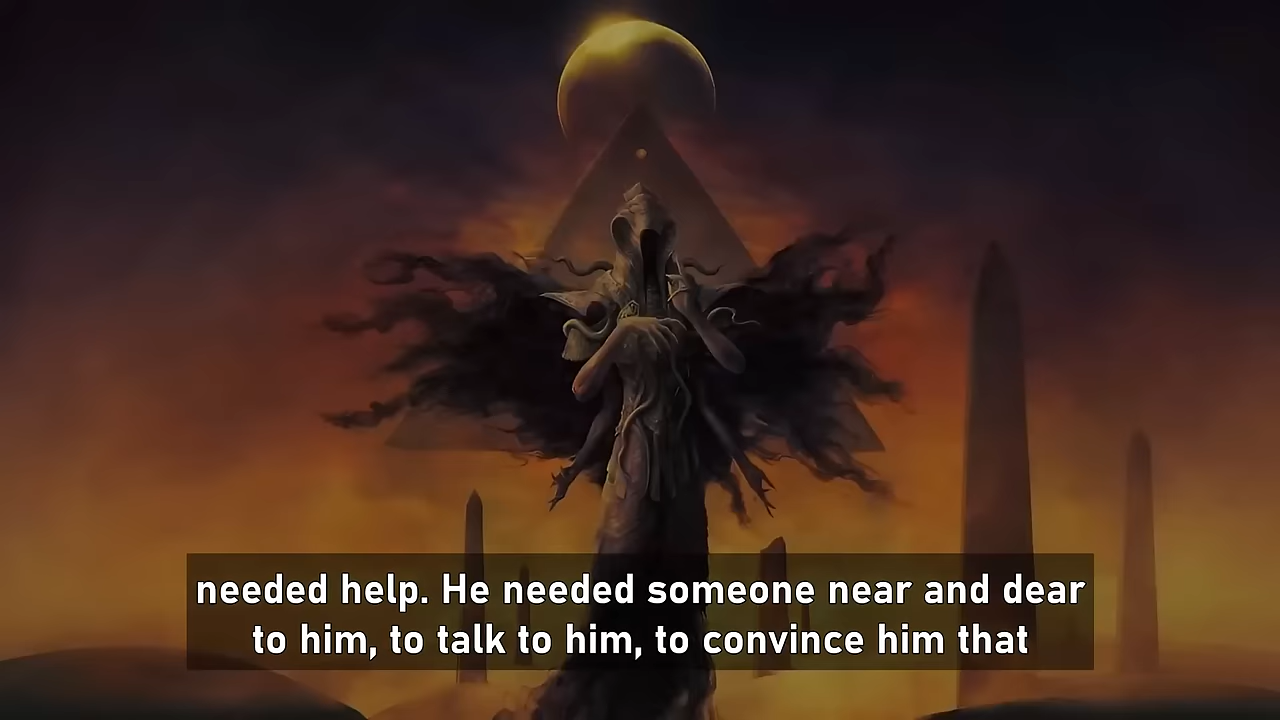 needed help. He needed someone near and dear
to him, to talk to him, to convince him that